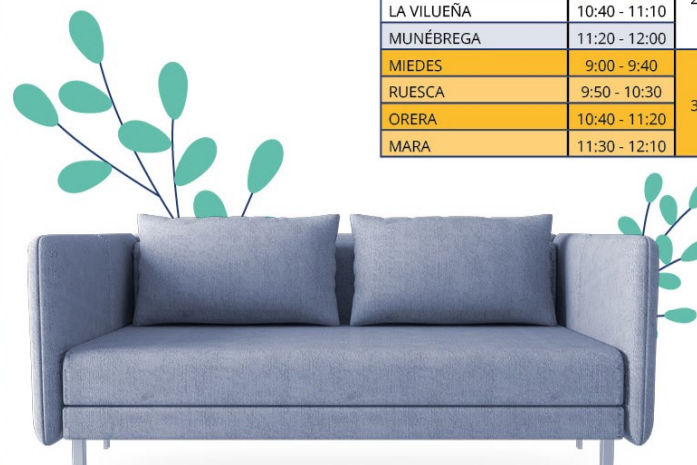 LA VILUEÑA 10:40 - 11:10
MUNÉBREGA 11:20 - 12:00
MIEDES 9:00 - 9:40
RUESCA 9:50 - 10:30
ORERA 10:40 - 11:20
MARA 11:30 - 12:10